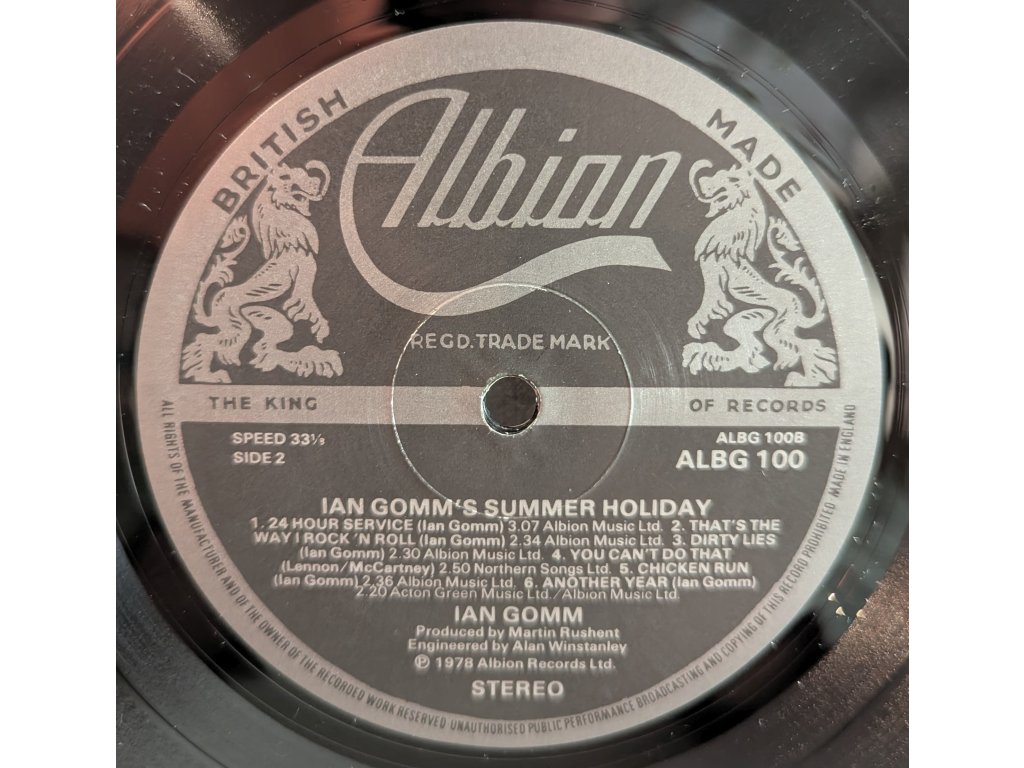 BRITISH MADE
Albion
REGD. TRADE MARK
THE KING OF RECORDS
SPEED 33⅓
SIDE 2
ALBG 100B
ALBG 100
IAN GOMM'S SUMMER HOLIDAY
1. 24 HOUR SERVICE (Ian Gomm) 3.07 Albion Music Ltd. 2. THAT'S THE
WAY I ROCK 'N ROLL (Ian Gomm) 2.34 Albion Music Ltd. 3. DIRTY LIES
(Ian Gomm) 2.30 Albion Music Ltd. 4. YOU CAN'T DO THAT
(Lennon/McCartney) 2.50 Northern Songs Ltd. 5. CHICKEN RUN
(Ian Gomm) 2.36 Albion Music Ltd. 6. ANOTHER YEAR (Ian Gomm)
2.20 Acton Green Music Ltd./Albion Music Ltd.
IAN GOMM
Produced by Martin Rushent
Engineered by Alan Winstanley
℗ 1978 Albion Records Ltd.
STEREO
ALL RIGHTS OF THE MANUFACTURER AND OF THE OWNER OF THE RECORDED WORK RESERVED UNAUTHORISED PUBLIC PERFORMANCE BROADCASTING AND COPYING OF THIS RECORD PROHIBITED MADE IN ENGLAND